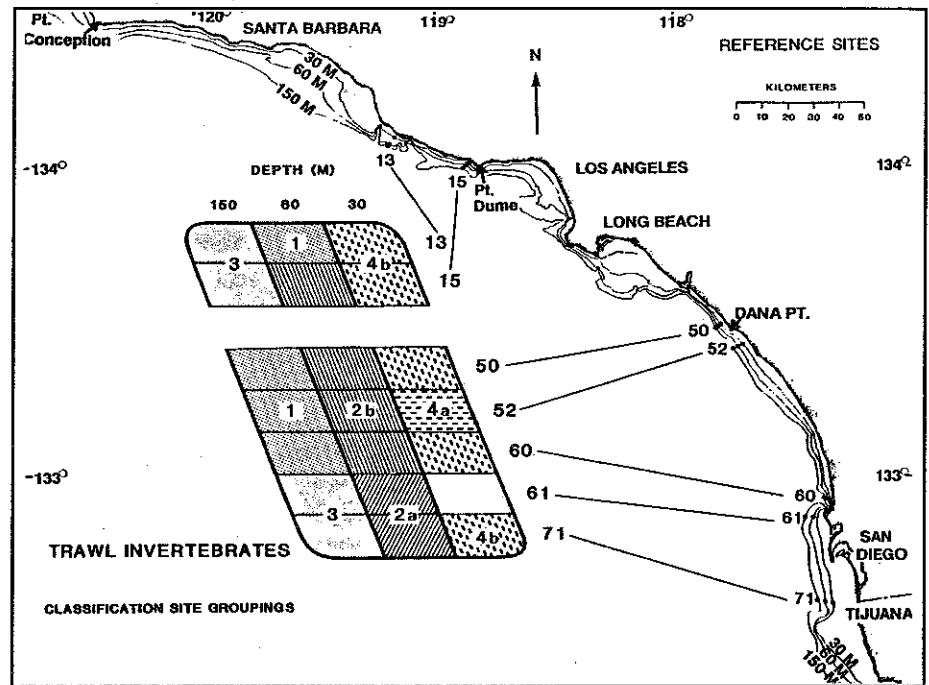 Pt. Conception
120°
SANTA BARBARA
119°
118°
REFERENCE SITES
N
KILOMETERS
0 10 20 30 40 50
30 M
60 M
150 M
-134°
134°
DEPTH (M)
150 60 30
13
15
Pt. Dume
LOS ANGELES
LONG BEACH
1
3
4b
13
15
DANA PT.
50
52
50
1
2b
4a
52
60
-133°
133°
60
61
61
3
2a
4b
71
SAN DIEGO
71
TIJUANA
TRAWL INVERTEBRATES
CLASSIFICATION SITE GROUPINGS
30 M
60 M
150 M